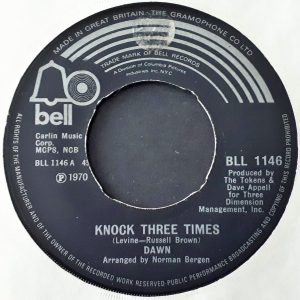 MADE IN GREAT BRITAIN · THE GRAMOPHONE CO LTD
BELL RECORDS
TRADE MARK OF BELL RECORDS
A Division of Columbia Pictures
Industries Inc. N.Y.C
bell
Carlin Music
Corp.
MCPS, NCB
BLL 1146 A 45
Ⓟ 1970
BLL 1146
Produced by
The Tokens &
Dave Appell for
Three
Dimension
Management, Inc.
KNOCK THREE TIMES
(Levine—Russell Brown)
DAWN
Arranged by Norman Bergen
ALL RIGHTS OF THE MANUFACTURER AND OF THE OWNER OF THE RECORDED WORK RESERVED UNAUTHORISED PUBLIC PERFORMANCE BROADCASTING AND COPYING OF THIS RECORD PROHIBITED